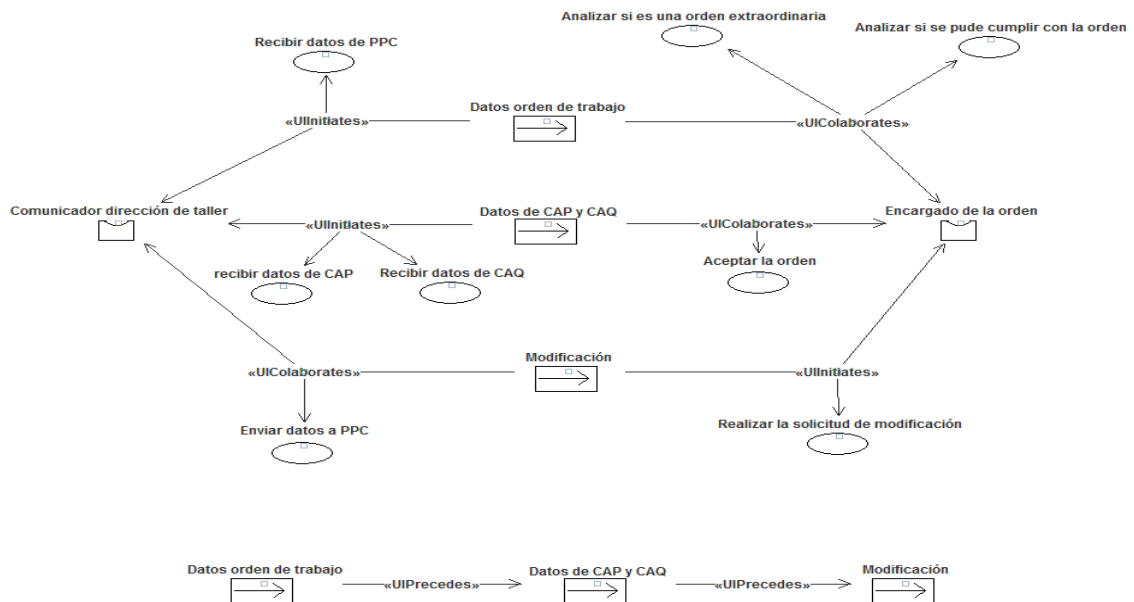 Analizar si es una orden extraordinaria
Analizar si se pude cumplir con la orden
Recibir datos de PPC
Datos orden de trabajo
«UIInitiates»
«UIColaborates»
Comunicador dirección de taller
Datos de CAP y CAQ
Encargado de la orden
«UIInitiates»
«UIColaborates»
recibir datos de CAP
Recibir datos de CAQ
Aceptar la orden
Modificación
«UIColaborates»
«UIInitiates»
Enviar datos a PPC
Realizar la solicitud de modificación
Datos orden de trabajo
Datos de CAP y CAQ
Modificación
«UIPrecedes»
«UIPrecedes»